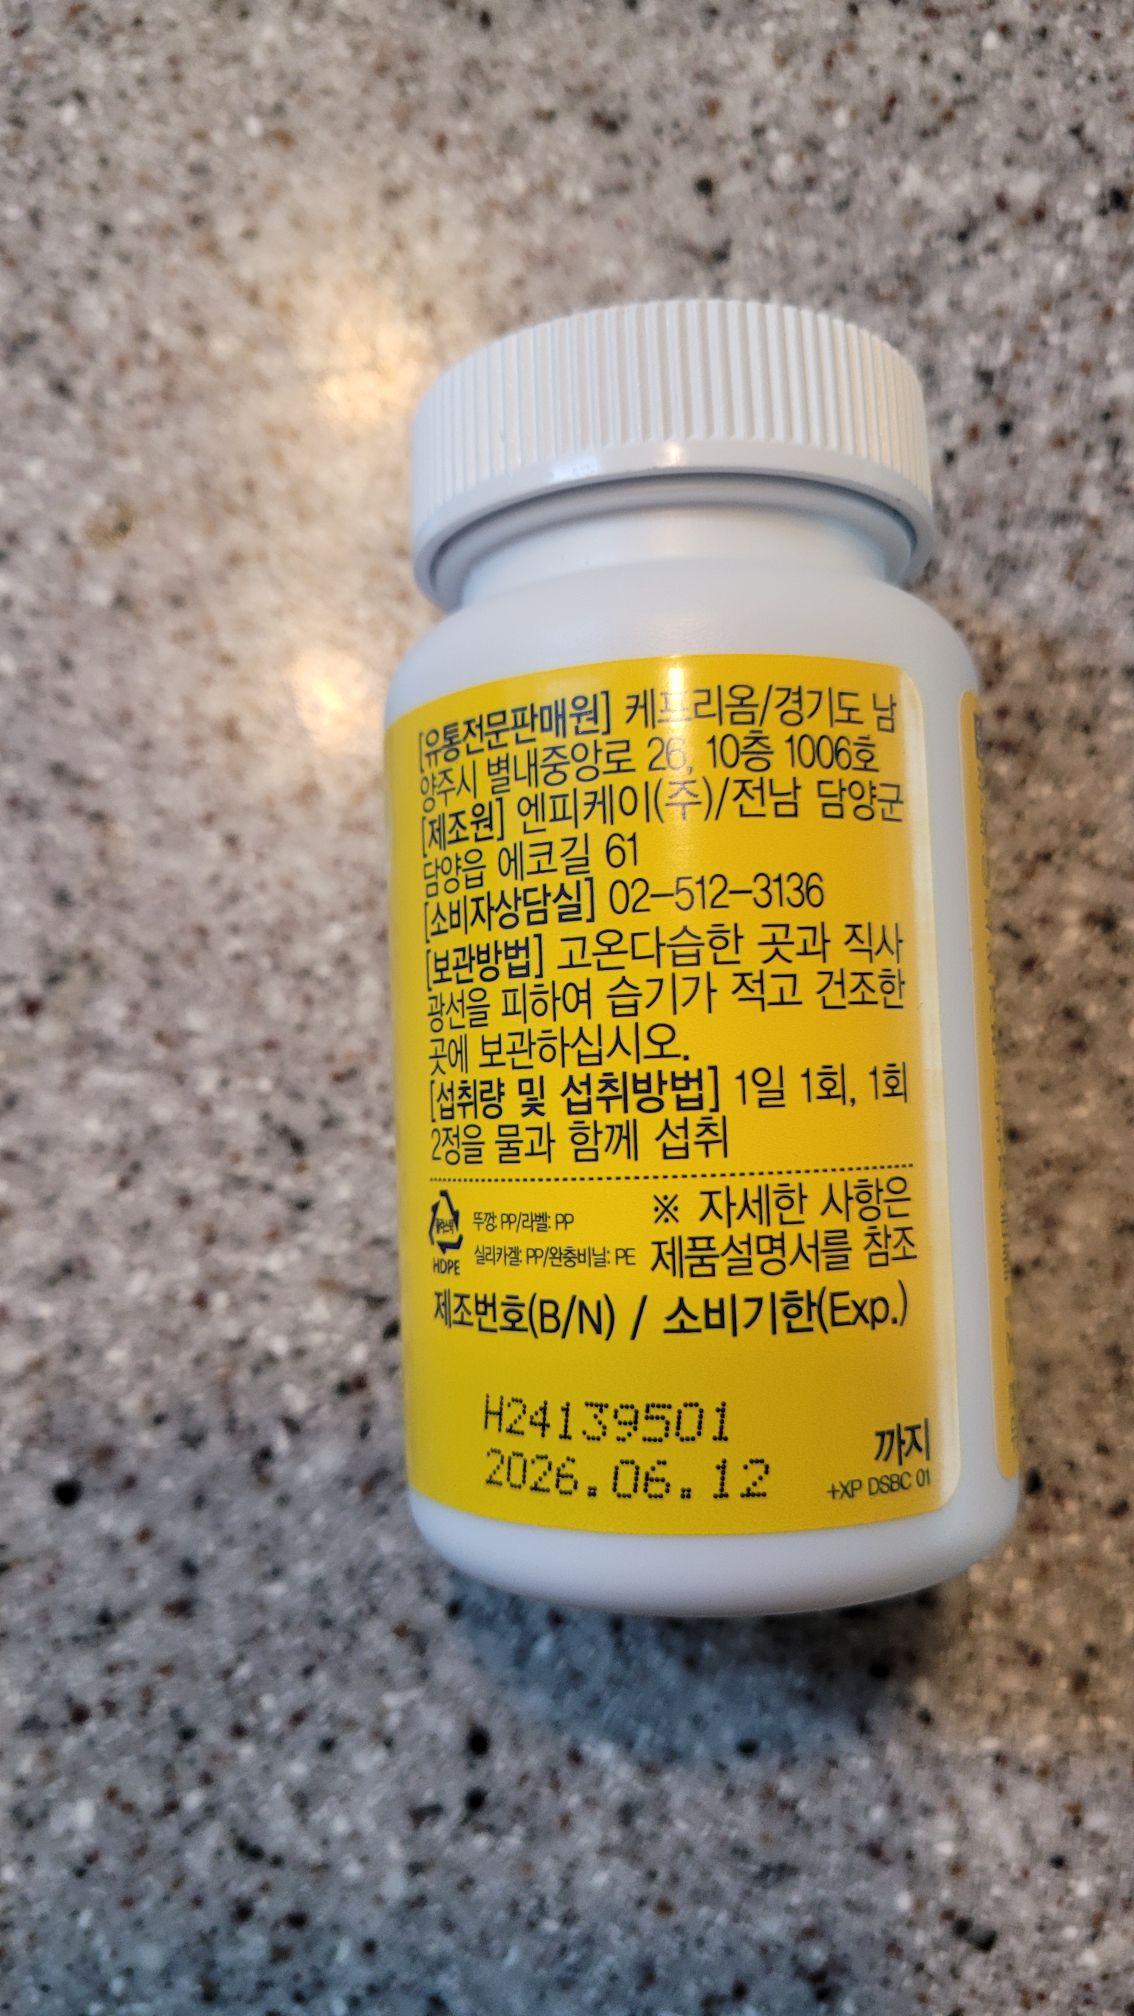 [유통전문판매원] 케프리옴/경기도 남
양주시 별내중앙로 26, 10층 1006호
[제조원] 엔피케이(주)/전남 담양군
담양읍 에코길 61
[소비자상담실] 02-512-3136
[보관방법] 고온다습한 곳과 직사
광선을 피하여 습기가 적고 건조한
곳에 보관하십시오.
[섭취량 및 섭취방법] 1일 1회, 1회
2정을 물과 함께 섭취
HDPE
뚜껑: PP/라벨: PP
실리카겔: PP/완충비닐: PE
※ 자세한 사항은
제품설명서를 참조
제조번호(B/N) / 소비기한(Exp.)
H24139501
2026.06.12 까지
+XP DSBC 01